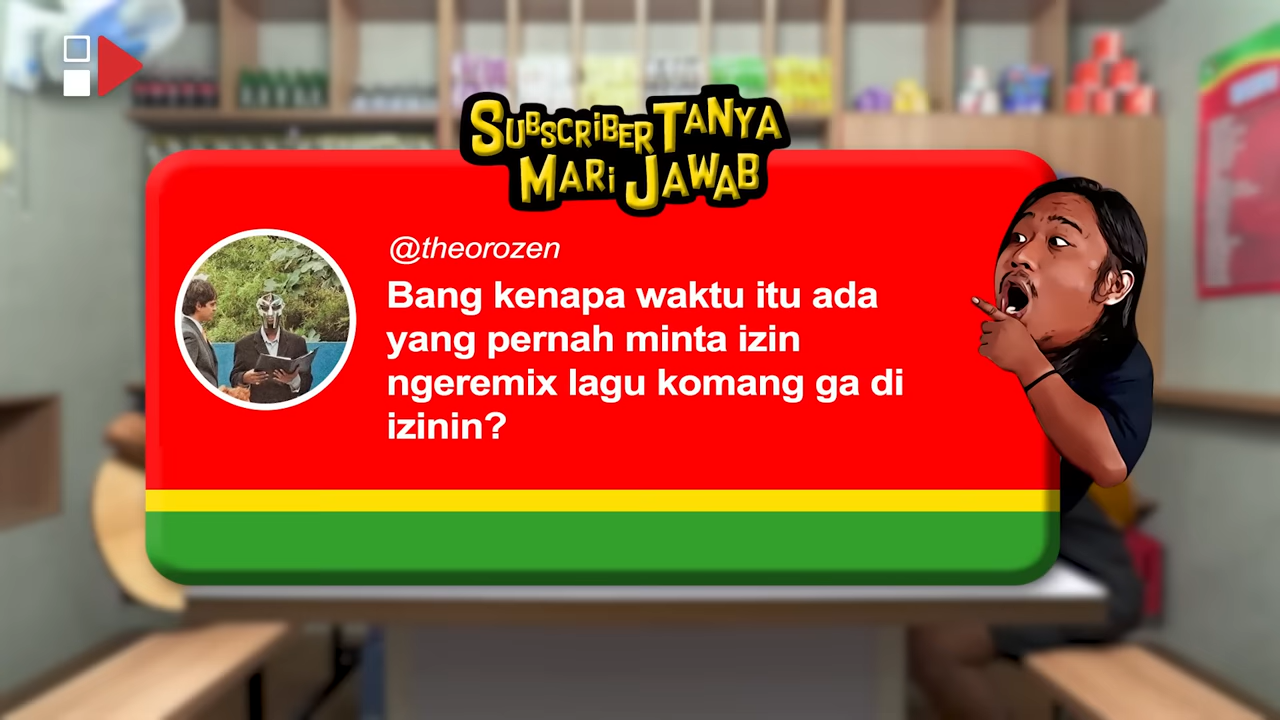 SUBSCRIBER TANYA
MARI JAWAB
@theorozen
Bang kenapa waktu itu ada
yang pernah minta izin
ngeremix lagu komang ga di
izinin?